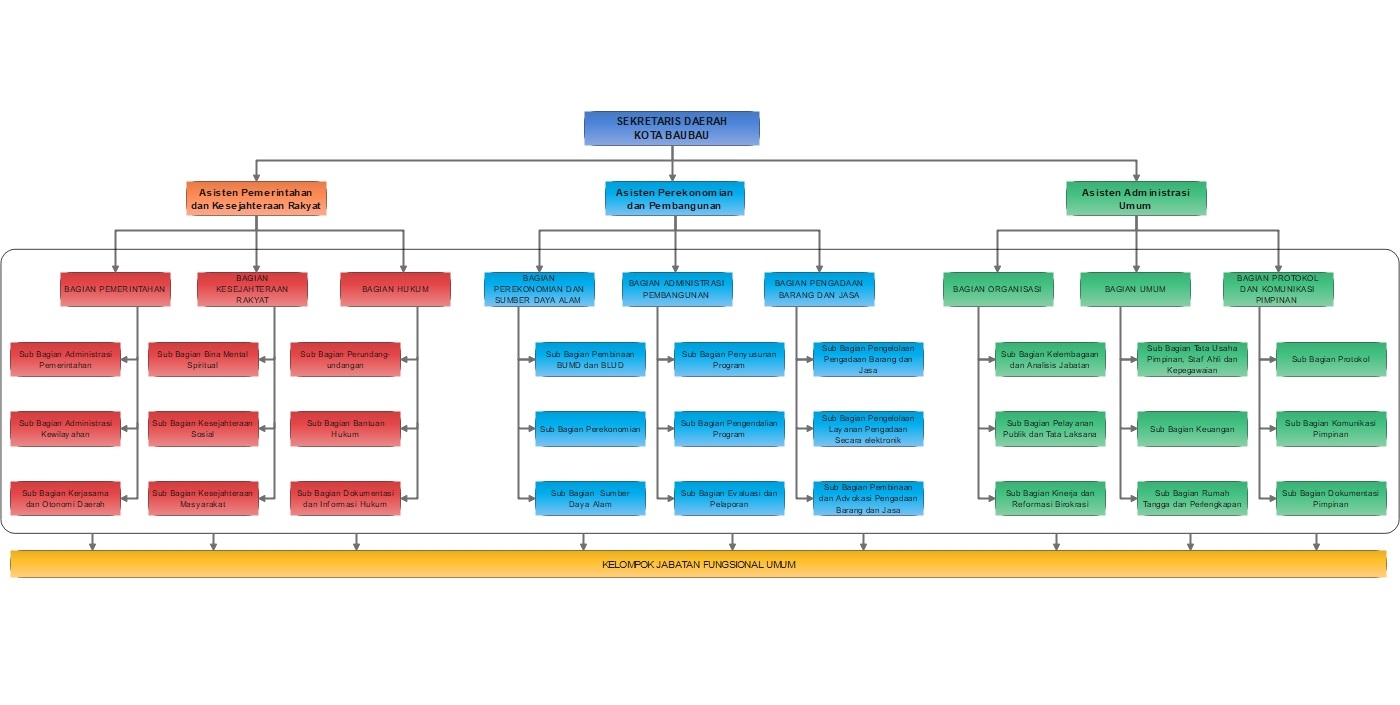 SEKRETARIS DAERAH
KOTA BAUBAU
Asisten Pemerintahan
dan Kesejahteraan Rakyat
Asisten Perekonomian
dan Pembangunan
Asisten Administrasi
Umum
BAGIAN PEMERINTAHAN
BAGIAN
KESEJAHTERAAN
RAKYAT
BAGIAN HUKUM
BAGIAN
PEREKONOMIAN DAN
SUMBER DAYA ALAM
BAGIAN ADMINISTRASI
PEMBANGUNAN
BAGIAN PENGADAAN
BARANG DAN JASA
BAGIAN ORGANISASI
BAGIAN UMUM
BAGIAN PROTOKOL
DAN KOMUNIKASI
PIMPINAN
Sub Bagian Administrasi
Pemerintahan
Sub Bagian Bina Mental
Spiritual
Sub Bagian Perundang-
undangan
Sub Bagian Pembinaan
BUMD dan BLUD
Sub Bagian Penyusunan
Program
Sub Bagian Pengelolaan
Pengadaan Barang dan
Jasa
Sub Bagian Kelembagaan
dan Analisis Jabatan
Sub Bagian Tata Usaha
Pimpinan, Staf Ahli dan
Kepegawaian
Sub Bagian Protokol
Sub Bagian Administrasi
Kewilayahan
Sub Bagian Kesejahteraan
Sosial
Sub Bagian Bantuan
Hukum
Sub Bagian Perekonomian
Sub Bagian Pengendalian
Program
Sub Bagian Pengelolaan
Layanan Pengadaan
Secara elektronik
Sub Bagian Pelayanan
Publik dan Tata Laksana
Sub Bagian Keuangan
Sub Bagian Komunikasi
Pimpinan
Sub Bagian Kerjasama
dan Otonomi Daerah
Sub Bagian Kesejahteraan
Masyarakat
Sub Bagian Dokumentasi
dan Informasi Hukum
Sub Bagian Sumber
Daya Alam
Sub Bagian Evaluasi dan
Pelaporan
Sub Bagian Pembinaan
dan Advokasi Pengadaan
Barang dan Jasa
Sub Bagian Kinerja dan
Reformasi Birokrasi
Sub Bagian Rumah
Tangga dan Perlengkapan
Sub Bagian Dokumentasi
Pimpinan
KELOMPOK JABATAN FUNGSIONAL UMUM